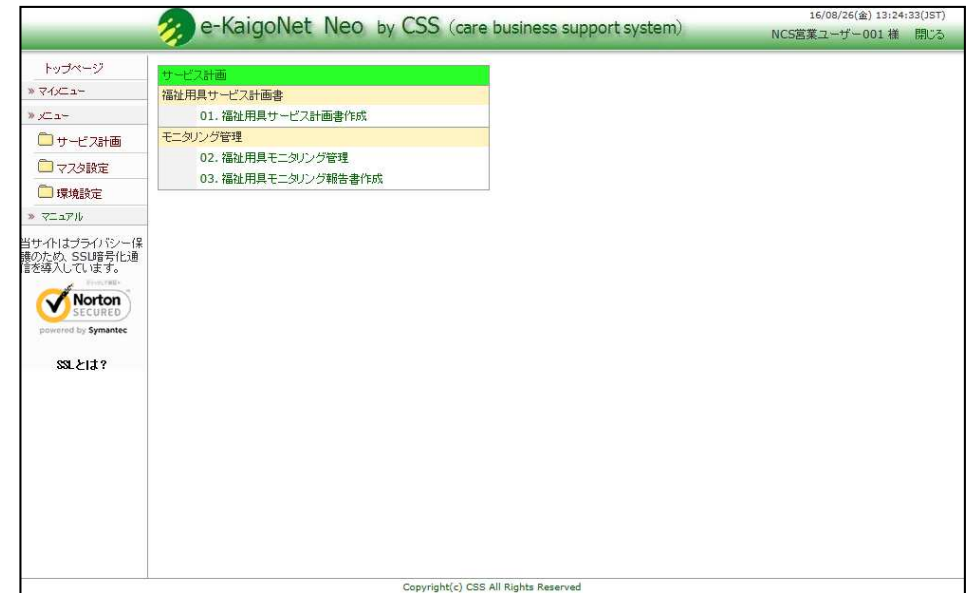 e-KaigoNet Neo by CSS (care business support system)
16/08/26(金) 13:24:33(JST)
NCS営業ユーザー001 様 閉じる
トップページ
» マイメニュー
» メニュー
サービス計画
マスタ設定
環境設定
» マニュアル
当サイトはプライバシー保
護のため、SSL暗号化通
信を導入しています。
Norton
SECURED
powered by Symantec
SSLとは?
サービス計画
福祉用具サービス計画書
01. 福祉用具サービス計画書作成
モニタリング管理
02. 福祉用具モニタリング管理
03. 福祉用具モニタリング報告書作成
Copyright(c) CSS All Rights Reserved